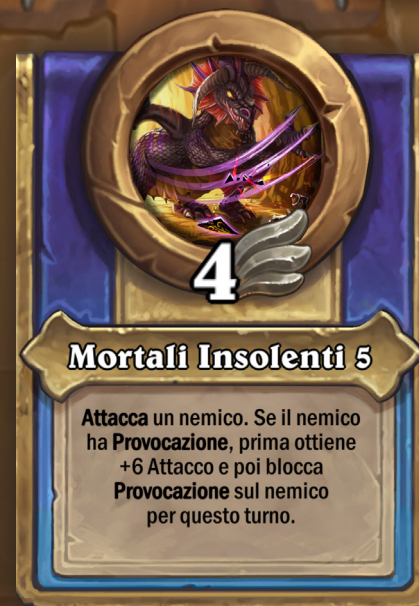 4
Mortali Insolenti 5
Attacca un nemico. Se il nemico
ha Provocazione, prima ottiene
+6 Attacco e poi blocca
Provocazione sul nemico
per questo turno.